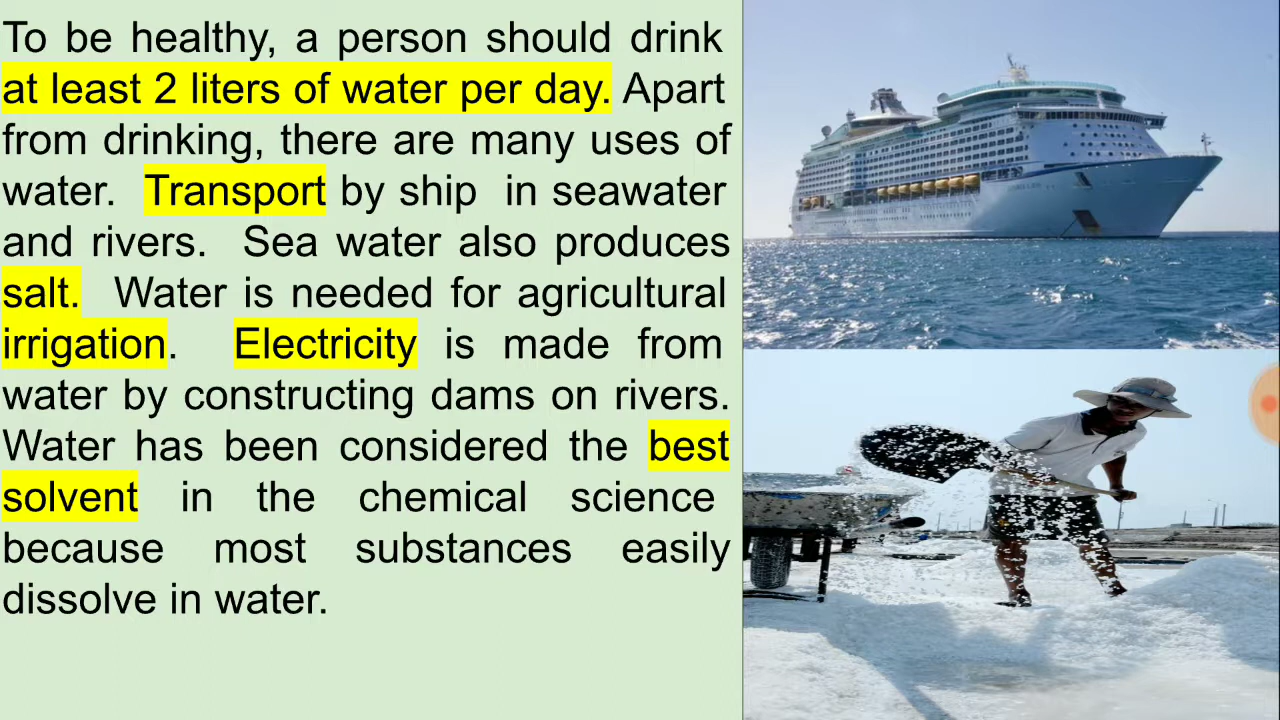 To be healthy, a person should drink
at least 2 liters of water per day. Apart
from drinking, there are many uses of
water. Transport by ship in seawater
and rivers. Sea water also produces
salt. Water is needed for agricultural
irrigation. Electricity is made from
water by constructing dams on rivers.
Water has been considered the best
solvent in the chemical science
because most substances easily
dissolve in water.